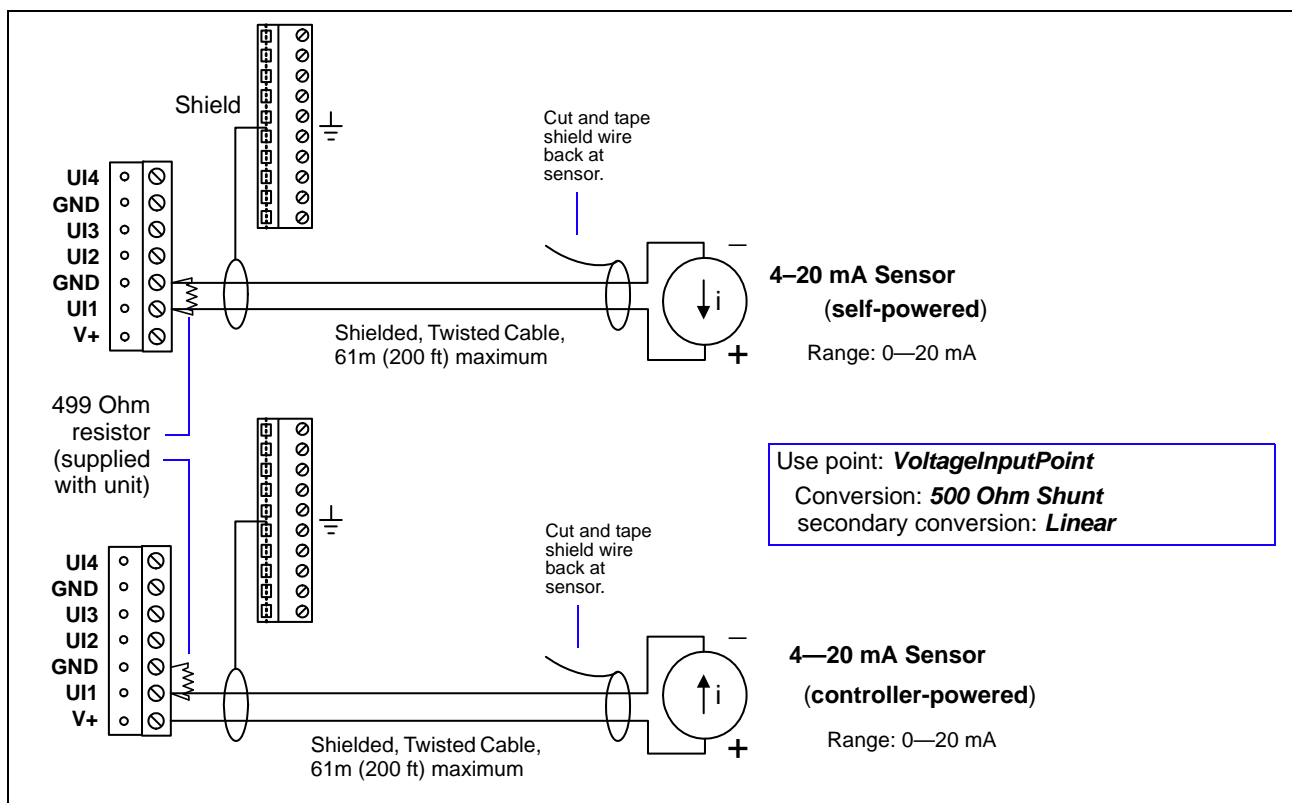 Shield
Cut and tape
shield wire
back at
sensor.
UI4
GND
UI3
UI2
GND
UI1
V+
–
i
+
4–20 mA Sensor
(self-powered)
Range: 0—20 mA
Shielded, Twisted Cable,
61m (200 ft) maximum
499 Ohm
resistor
(supplied
with unit)
Use point: VoltageInputPoint
Conversion: 500 Ohm Shunt
secondary conversion: Linear
Cut and tape
shield wire
back at
sensor.
UI4
GND
UI3
UI2
GND
UI1
V+
–
i
+
4—20 mA Sensor
(controller-powered)
Range: 0—20 mA
Shielded, Twisted Cable,
61m (200 ft) maximum